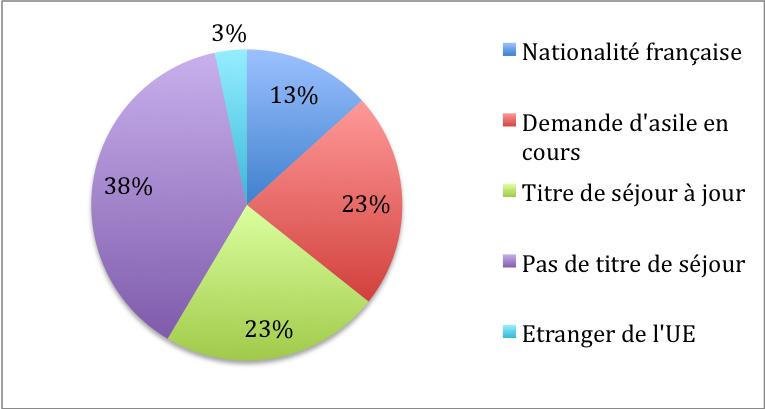 3%
13%
23%
23%
38%
Nationalité française
Demande d'asile en
cours
Titre de séjour à jour
Pas de titre de séjour
Etranger de l'UE